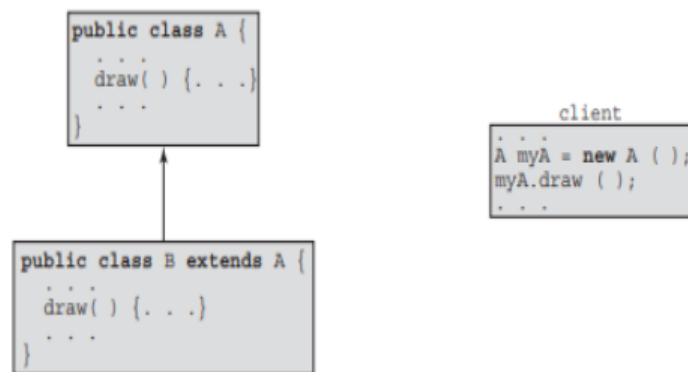 public class A {
. . .
draw( ) {. . .}
. . .
}
client
. . .
A myA = new A ( );
myA.draw ( );
. . .
public class B extends A {
. . .
draw( ) {. . .}
. . .
}